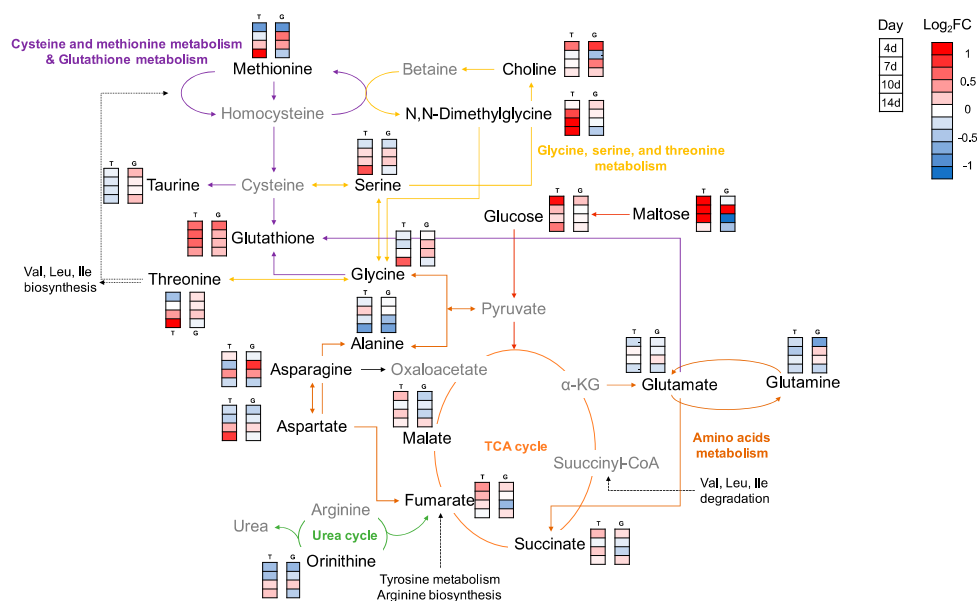 Day
4d
7d
10d
14d
Log2FC
1
0.5
0
-0.5
-1
Cysteine and methionine metabolism
& Glutathione metabolism
T G
Methionine
Homocysteine
Betaine
Choline
T G
N,N-Dimethylglycine
T G
Glycine, serine, and threonine
metabolism
T G
Taurine
Cysteine
T G
Serine
T G
Glutathione
Glucose
T G
Maltose
T G
Val, Leu, Ile
biosynthesis
Threonine
T G
Glycine
T G
Pyruvate
T G
Alanine
T G
Asparagine
Oxaloacetate
α-KG
T G
Glutamate
T G
Glutamine
T G
Aspartate
T G
Malate
TCA cycle
Amino acids
metabolism
Suuccinyl-CoA
Val, Leu, Ile
degradation
Fumarate
T G
Arginine
Urea
Urea cycle
Orinithine
T G
Succinate
T G
Tyrosine metabolism
Arginine biosynthesis